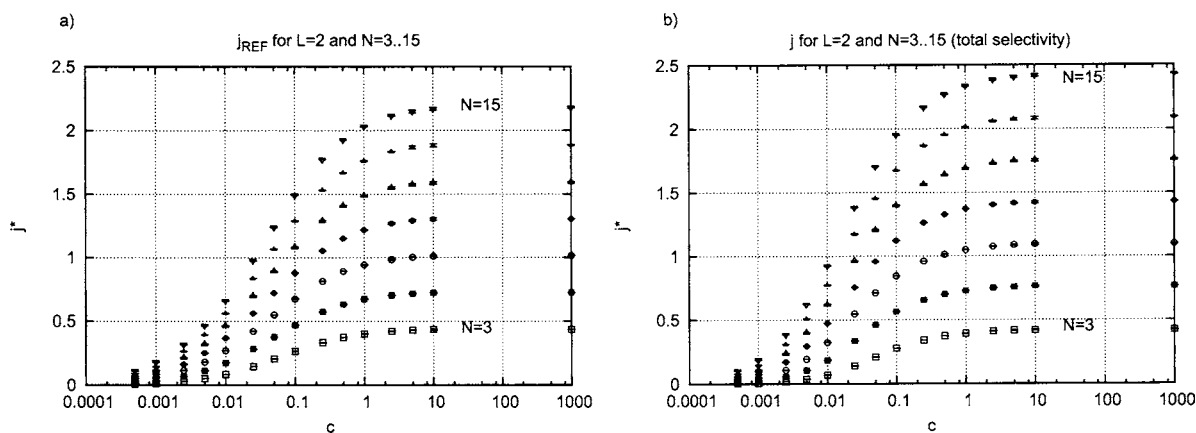 a)
j_REF for L=2 and N=3..15
2.5
2
1.5
1
0.5
0
j*
N=15
N=3
0.0001 0.001 0.01 0.1 1 10 100 1000
c
b)
j for L=2 and N=3..15 (total selectivity)
2.5
2
1.5
1
0.5
0
j*
N=15
N=3
0.0001 0.001 0.01 0.1 1 10 100 1000
c